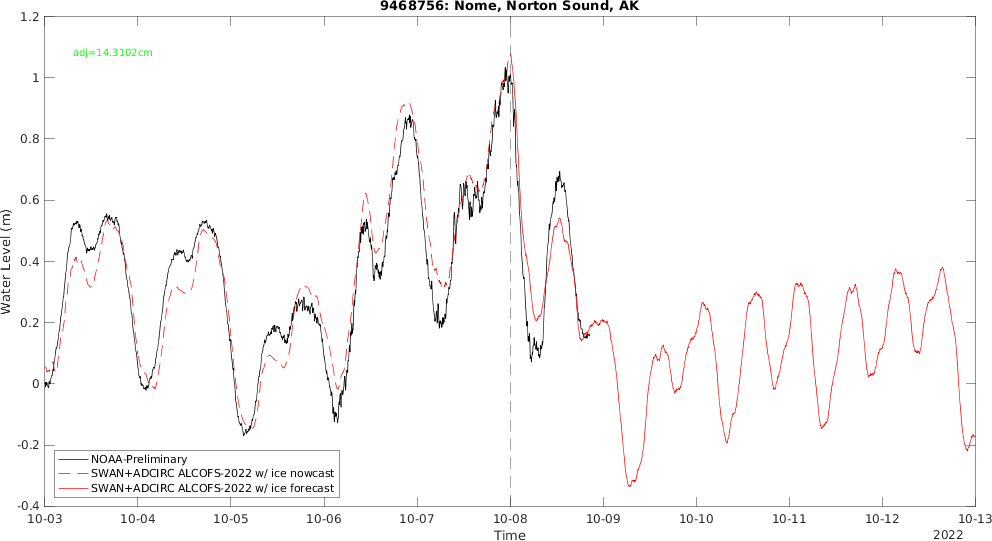 9468756: Nome, Norton Sound, AK
adj=14.3102cm
Water Level (m)
1.2
1
0.8
0.6
0.4
0.2
0
-0.2
-0.4
NOAA-Preliminary
SWAN+ADCIRC ALCOFS-2022 w/ ice nowcast
SWAN+ADCIRC ALCOFS-2022 w/ ice forecast
10-03 10-04 10-05 10-06 10-07 10-08 10-09 10-10 10-11 10-12 10-13
Time
2022